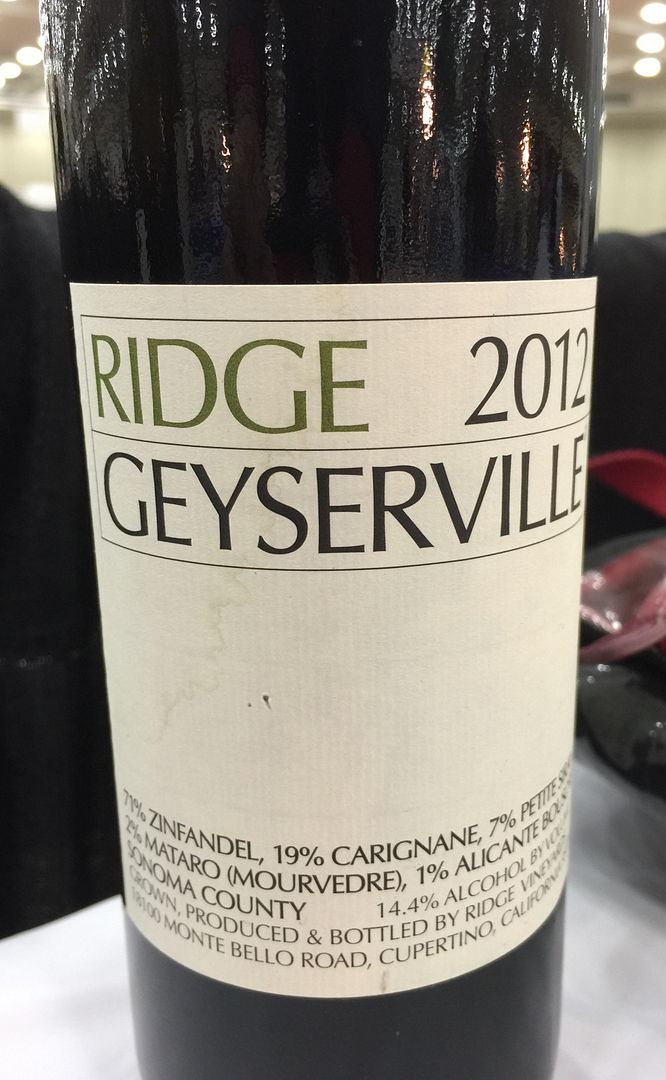 RIDGE 2012
GEYSERVILLE
71% ZINFANDEL, 19% CARIGNANE, 7% PETITE
2% MATARO (MOURVEDRE), 1% ALICANTE
SONOMA COUNTY 14.4% ALCOHOL BY
GROWN, PRODUCED & BOTTLED BY RIDGE
18100 MONTE BELLO ROAD, CUPERTINO,